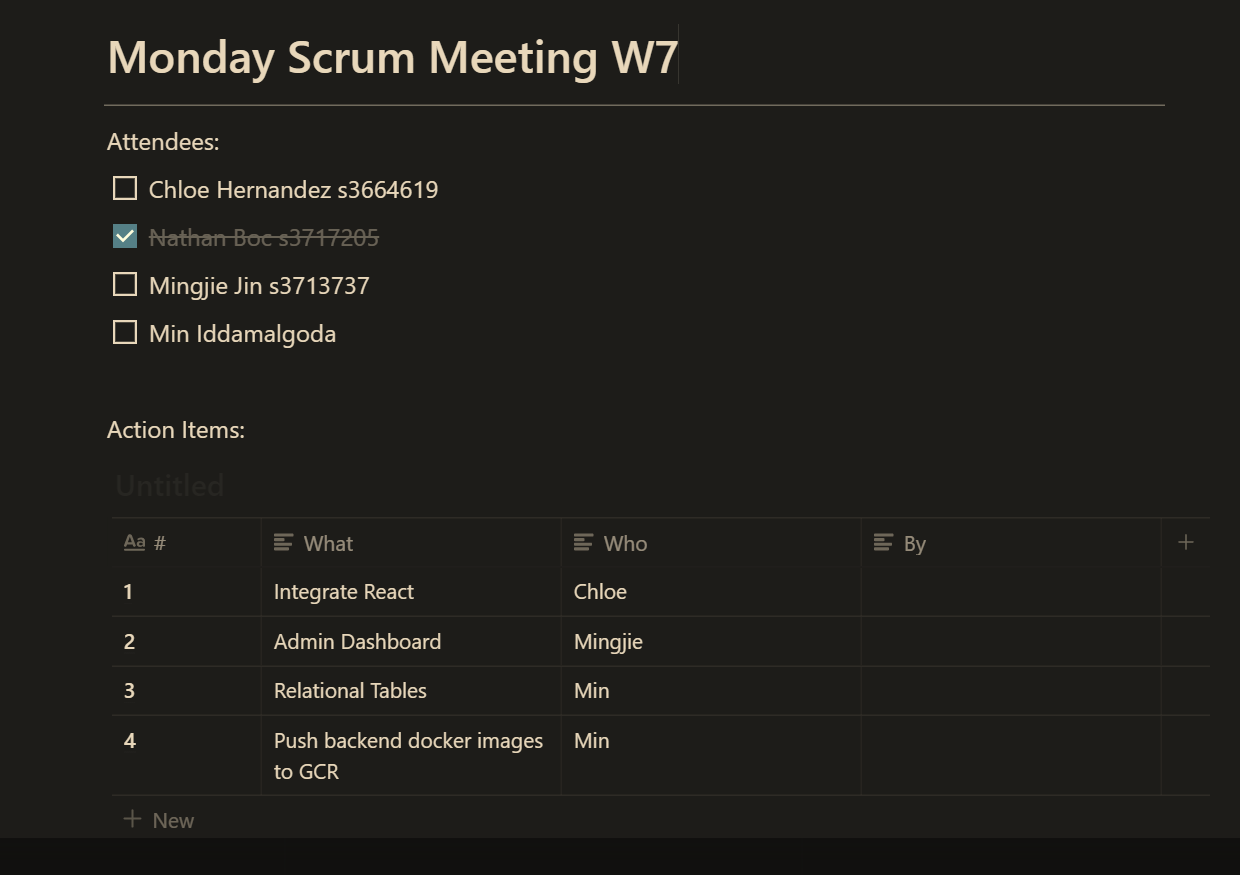 Monday Scrum Meeting W7
Attendees:
Chloe Hernandez s3664619
Nathan Boc s3717205
Mingjie Jin s3713737
Min Iddamalgoda
Action Items:
Untitled
Aa # What Who By +
1 Integrate React Chloe
2 Admin Dashboard Mingjie
3 Relational Tables Min
4 Push backend docker images Min
to GCR
+ New